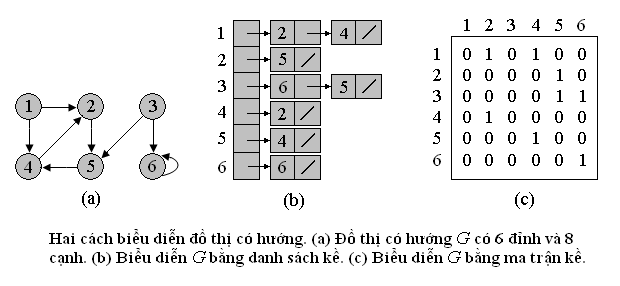 1 2 3
4 5 6
(a)
1 2 4
2 5
3 6 5
4 2
5 4
6 6
(b)
1 2 3 4 5 6
1 0 1 0 1 0 0
2 0 0 0 0 1 0
3 0 0 0 0 1 1
4 0 1 0 0 0 0
5 0 0 0 1 0 0
6 0 0 0 0 0 1
(c)
Hai cách biểu diễn đồ thị có hướng. (a) Đồ thị có hướng G có 6 đỉnh và 8
cạnh. (b) Biểu diễn G bằng danh sách kề. (c) Biểu diễn G bằng ma trận kề.